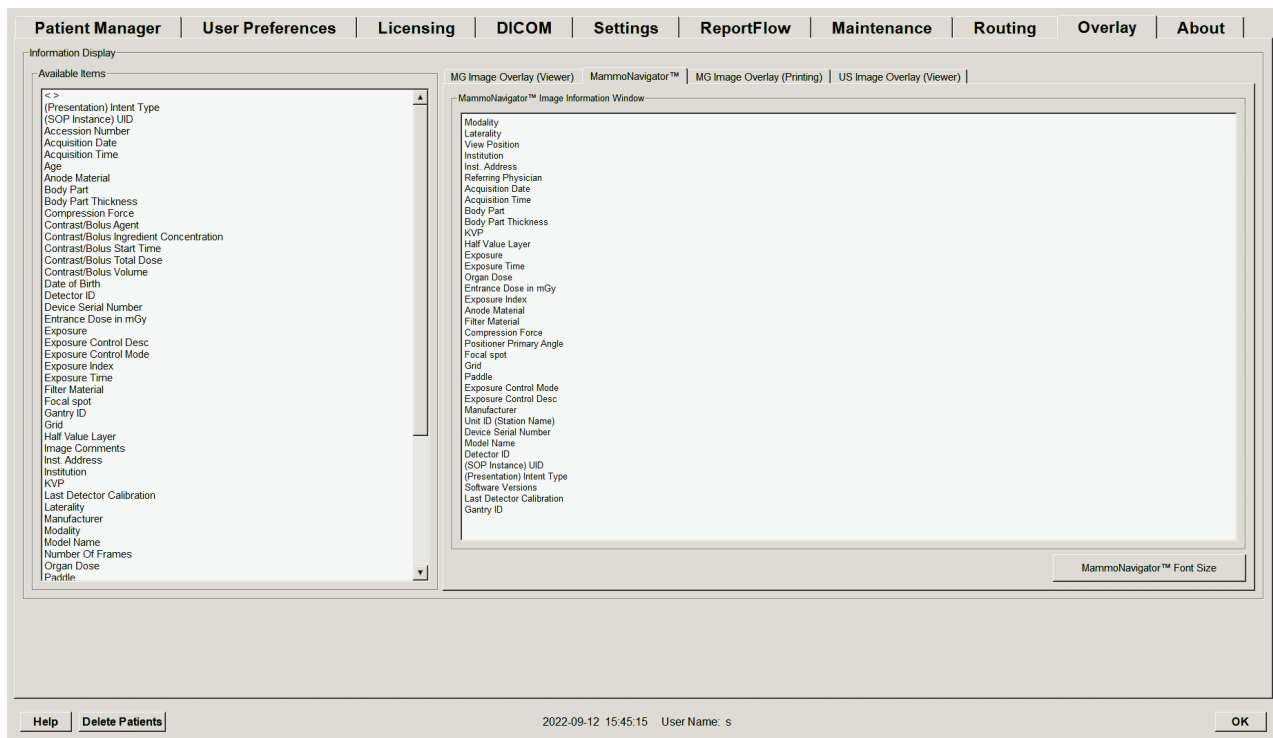 Patient Manager User Preferences Licensing DICOM Settings ReportFlow Maintenance Routing Overlay About
Information Display
Available Items
< >
(Presentation) Intent Type
(SOP Instance) UID
Accession Number
Acquisition Date
Acquisition Time
Age
Anode Material
Body Part
Body Part Thickness
Compression Force
Contrast/Bolus Agent
Contrast/Bolus Ingredient Concentration
Contrast/Bolus Start Time
Contrast/Bolus Total Dose
Contrast/Bolus Volume
Date of Birth
Detector ID
Device Serial Number
Entrance Dose in mGy
Exposure
Exposure Control Desc
Exposure Control Mode
Exposure Index
Exposure Time
Filter Material
Focal spot
Gantry ID
Grid
Half Value Layer
Image Comments
Inst. Address
Institution
KVP
Last Detector Calibration
Laterality
Manufacturer
Modality
Model Name
Number Of Frames
Organ Dose
Paddle
MG Image Overlay (Viewer) MammoNavigator™ MG Image Overlay (Printing) US Image Overlay (Viewer)
MammoNavigator™ Image Information Window
Modality
Laterality
View Position
Institution
Inst. Address
Referring Physician
Acquisition Date
Acquisition Time
Body Part
Body Part Thickness
KVP
Half Value Layer
Exposure
Exposure Time
Organ Dose
Entrance Dose in mGy
Exposure Index
Anode Material
Filter Material
Compression Force
Positioner Primary Angle
Focal spot
Grid
Paddle
Exposure Control Mode
Exposure Control Desc
Manufacturer
Unit ID (Station Name)
Device Serial Number
Model Name
Detector ID
(SOP Instance) UID
(Presentation) Intent Type
Software Versions
Last Detector Calibration
Gantry ID
MammoNavigator™ Font Size
Help Delete Patients 2022-09-12 15:45:15 User Name: s OK